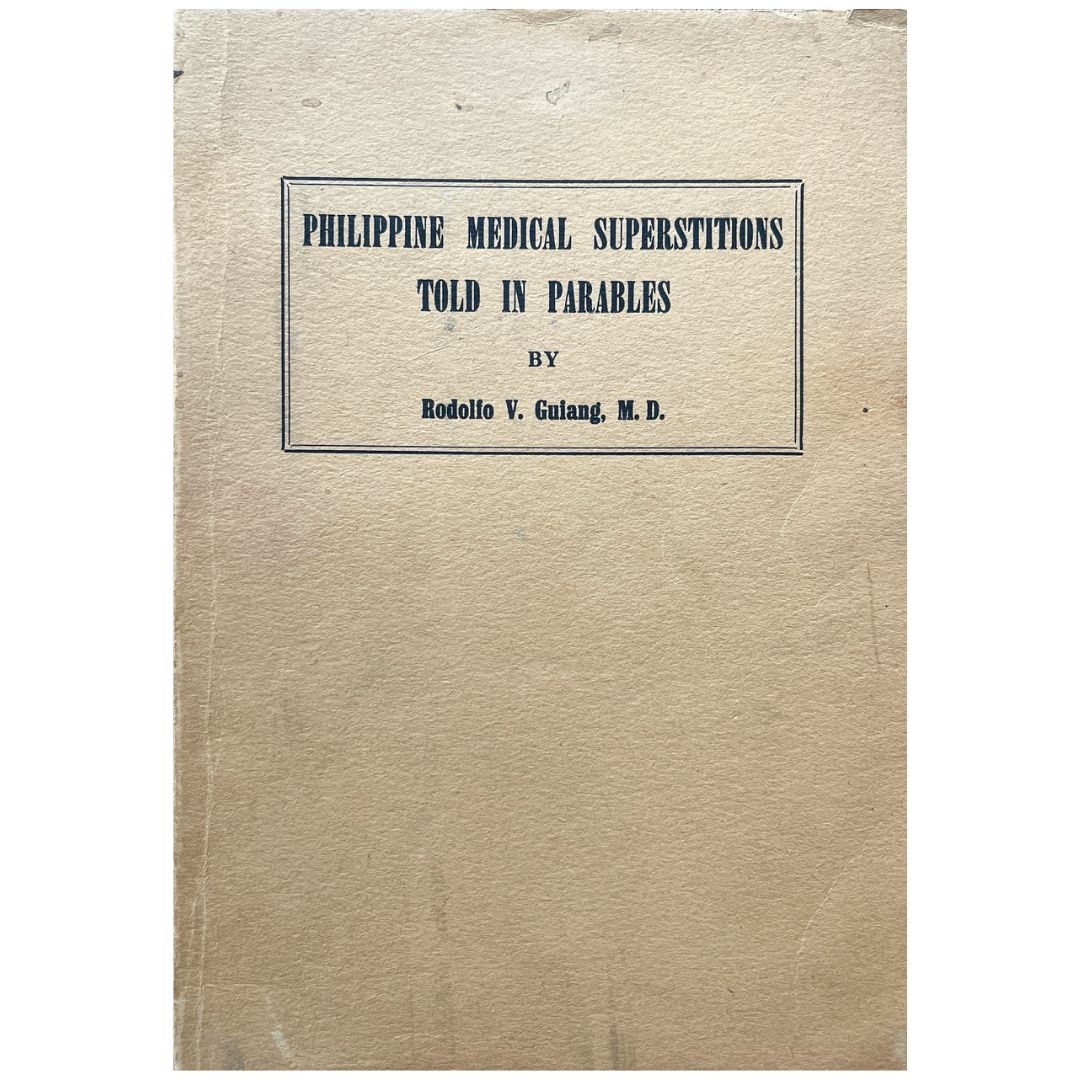 PHILIPPINE MEDICAL SUPERSTITIONS
TOLD IN PARABLES
BY
Rodolfo V. Guiang, M. D.